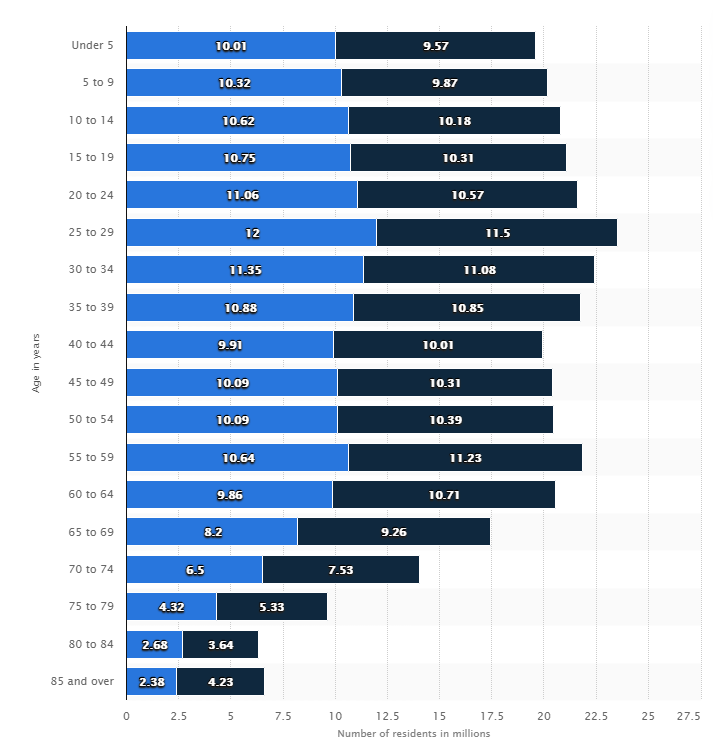 Under 5 10.01 9.57
5 to 9 10.32 9.87
10 to 14 10.62 10.18
15 to 19 10.75 10.31
20 to 24 11.06 10.57
25 to 29 12 11.5
30 to 34 11.35 11.08
35 to 39 10.88 10.85
40 to 44 9.91 10.01
45 to 49 10.09 10.31
50 to 54 10.09 10.39
55 to 59 10.64 11.23
60 to 64 9.86 10.71
65 to 69 8.2 9.26
70 to 74 6.5 7.53
75 to 79 4.32 5.33
80 to 84 2.68 3.64
85 and over 2.38 4.23
Age in years
0 2.5 5 7.5 10 12.5 15 17.5 20 22.5 25 27.5
Number of residents in millions